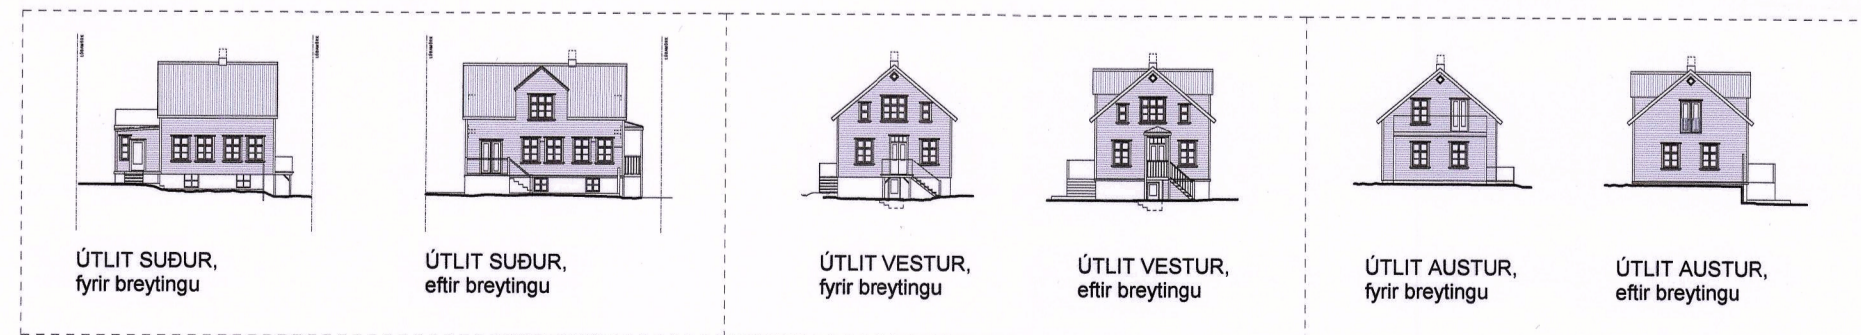 ÚTLIT SUÐUR,
fyrir breytingu
ÚTLIT SUÐUR,
eftir breytingu
ÚTLIT VESTUR,
fyrir breytingu
ÚTLIT VESTUR,
eftir breytingu
ÚTLIT AUSTUR,
fyrir breytingu
ÚTLIT AUSTUR,
eftir breytingu